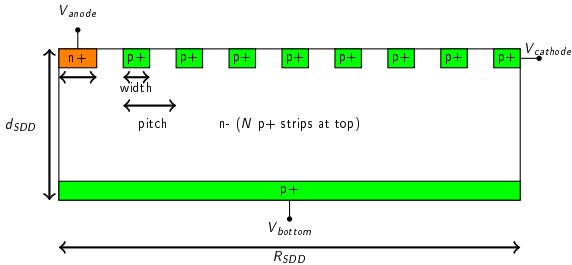 V_anode
n+ p+ p+ p+ p+ p+ p+ p+ p+
V_cathode
width
pitch
n- (N p+ strips at top)
d_SDD
p+
V_bottom
R_SDD